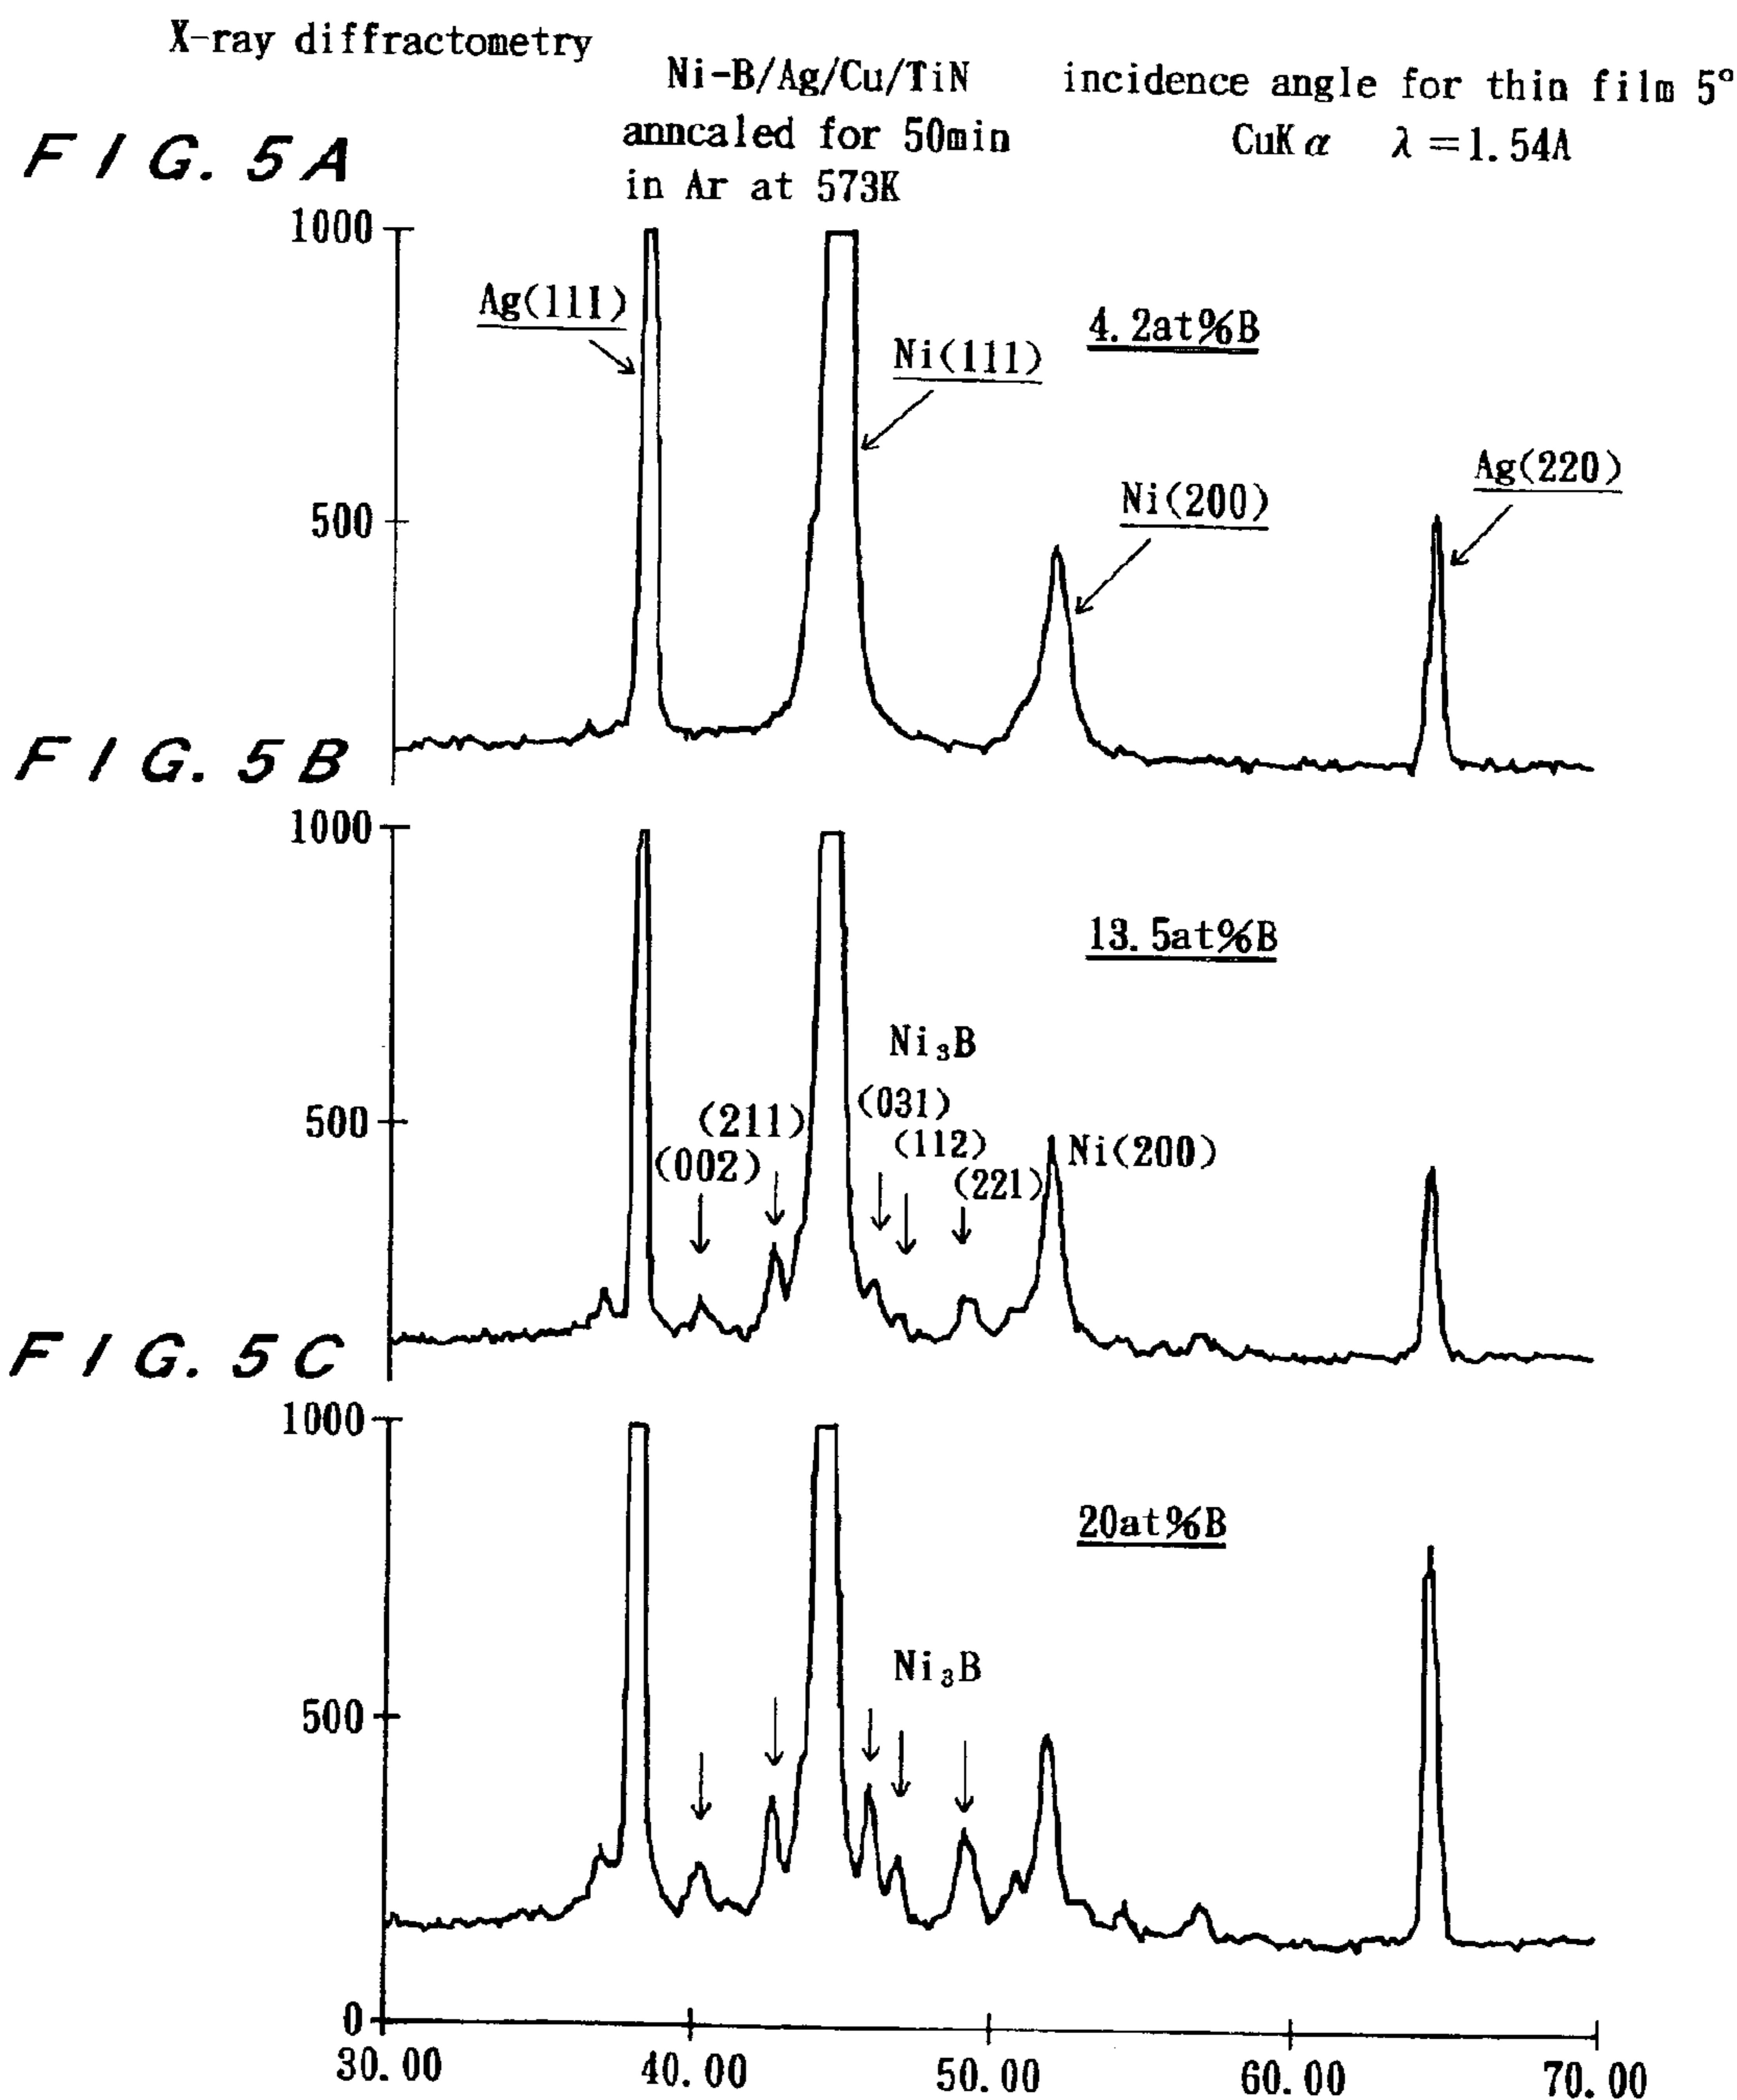 X-ray diffractometry
Ni-B/Ag/Cu/TiN
anncaled for 50min
in Ar at 573K
incidence angle for thin film 5°
CuK α λ =1.54A
FIG. 5A
1000
500
Ag(111)
Ni(111)
4.2at%B
Ni(200)
Ag(220)
FIG. 5B
1000
500
13.5at%B
Ni₃B
(211)
(002)
(031)
(112)
(221)
Ni(200)
FIG. 5C
1000
500
0
20at%B
Ni₃B
30.00
40.00
50.00
60.00
70.00